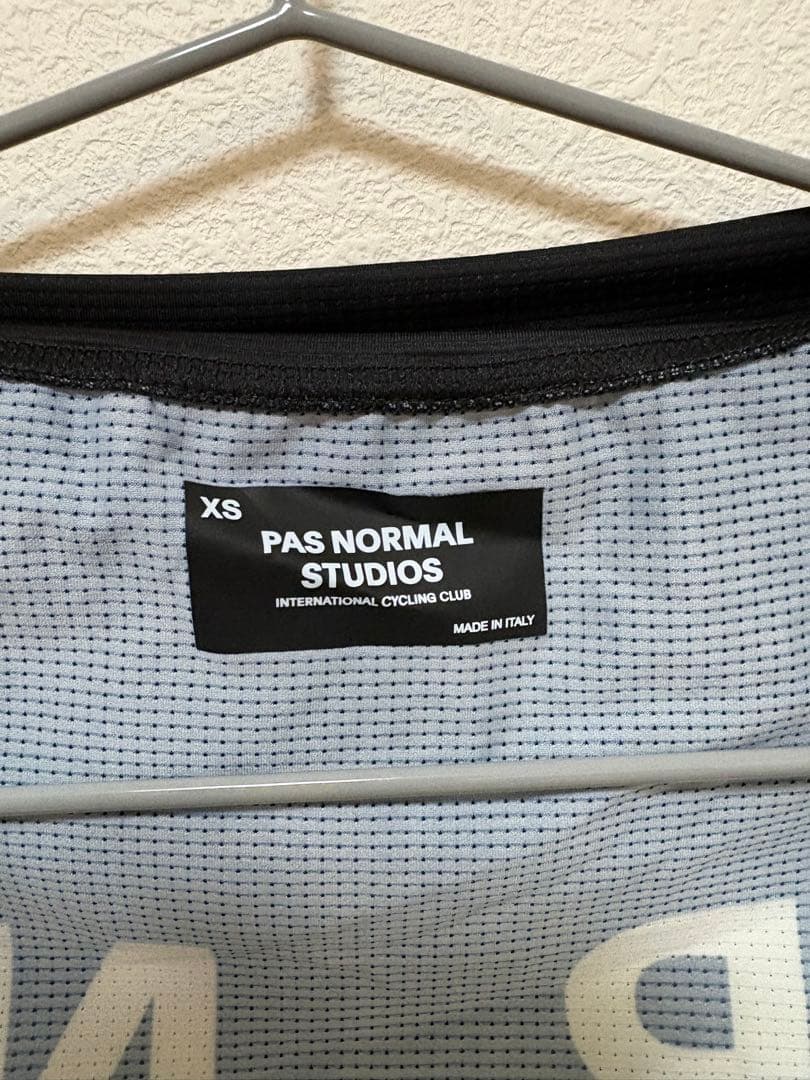 XS
PAS NORMAL
STUDIOS
INTERNATIONAL CYCLING CLUB
MADE IN ITALY